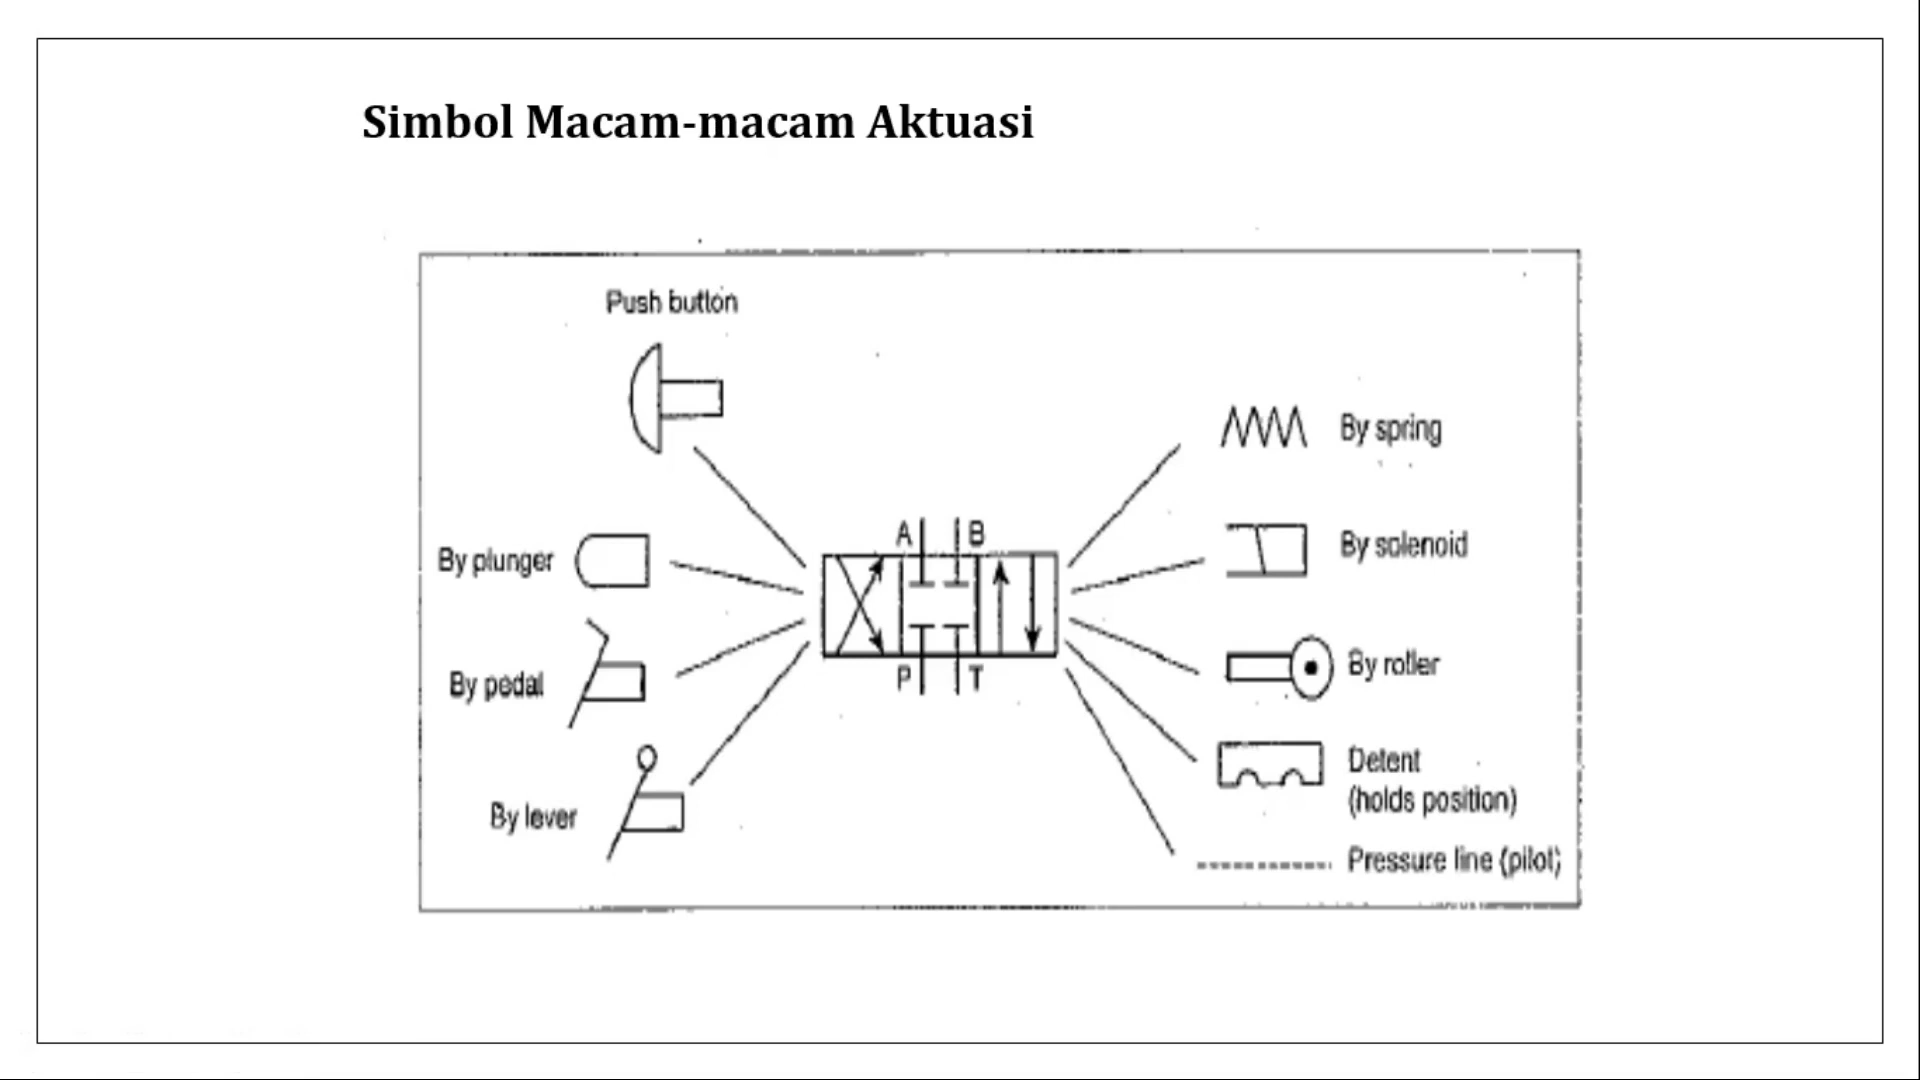 Simbol Macam-macam Aktuasi
Push button
By plunger
By pedal
By lever
A B
P T
By spring
By solenoid
By roller
Detent
(holds position)
Pressure line (pilot)